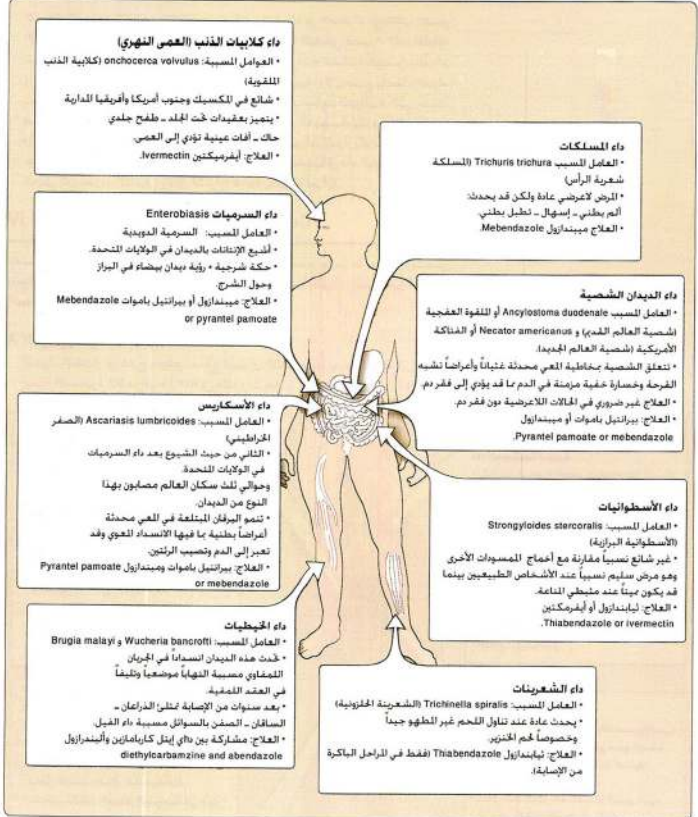 داء كلابيات الذنب (العمى النهري)
• العوامل المسببة: onchocerca volvulus (كلابية الذنب
الملقوية)
• شائع في المكسيك وجنوب أمريكا وأفريقيا المدارية
• يتميز بعقيدات تحت الجلد ـ طفح جلدي
حاك ـ آفات عينية تؤدي إلى العمى.
• العلاج: أيفرميكتين Ivermectin.
داء المسلكات
• العامل المسبب Trichuris trichura (المسلكة
شعرية الرأس)
• المرض لاعرضي عادة ولكن قد يحدث:
ألم بطني ـ إسهال ـ تطبل بطني.
• العلاج ميبندازول Mebendazole.
داء السرميات Enterobiasis
• العامل المسبب: السرمية الدويدية
• أشيع الإنتانات بالديدان في الولايات المتحدة.
• حكة شرجية + رؤية ديدان بيضاء في البراز
وحول الشرج.
• العلاج: ميبندازول أو بيرانتيل باموات Mebendazole
or pyrantel pamoate
داء الديدان الشصية
• العامل المسبب Ancylostoma duodenale أو الملقوة العفجية
(شصية العالم القديم) و Necator americanus أو الفتاكة
الأمريكية (شصية العالم الجديد).
• تتعلق الشصية بمخاطية المعي محدثة غثياناً وأعراضاً تشبه
القرحة وخسارة خفية مزمنة في الدم مما قد يؤدي إلى فقر دم.
• العلاج غير ضروري في الحالات اللاعرضية دون فقر دم.
• العلاج: بيرانتيل باموات أو ميبندازول
Pyrantel pamoate or mebendazole.
داء الأسكاريس
• العامل المسبب: Ascariasis lumbricoides (الصفر
الخراطيني)
• الثاني من حيث الشيوع بعد داء السرميات
في الولايات المتحدة.
وحوالي ثلث سكان العالم مصابون بهذا
النوع من الديدان.
• تنمو اليرقان المبتلعة في المعي محدثة
أعراضاً بطنية بما فيها الانسداد المعوي وقد
تعبر إلى الدم وتصيب الرئتين.
• العلاج: بيرانتيل باموات وميبندازول Pyrantel pamoate
or mebendazole
داء الأسطوانيات
• العامل المسبب: Strongyloides stercoralis
(الأسطوانية البرازية)
• غير شائع نسبياً مقارنة مع أخماج الممسودات الأخرى
وهو مرض سليم نسبياً عند الأشخاص الطبيعيين بينما
قد يكون مميتاً عند مثبطي المناعة.
• العلاج: ثيابندازول أو أيفرمكتين
Thiabendazole or ivermectin.
داء الخيطيات
• العامل المسبب: Wucheria bancrofti و Brugia malayi
• تحدث هذه الديدان انسداداً في الجريان
اللمفاوي مسببة التهاباً موضعياً وتليفاً
في العقد اللمفية.
• بعد سنوات من الإصابة تمتلئ الذراعان ـ
الساقان ـ الصفن بالسوائل مسببة داء الفيل.
• العلاج: مشاركة بين داي إيتل كاربامازين وألبيندرازول
diethylcarbamzine and abendazole
داء الشعرينات
• العامل المسبب: Trichinella spiralis (الشعرينة الحلزونية)
• يحدث عادة عند تناول اللحم غير المطهو جيداً
وخصوصاً لحم الخنزير.
• العلاج: ثيابندازول Thiabendazole (فقط في المراحل الباكرة
من الإصابة).